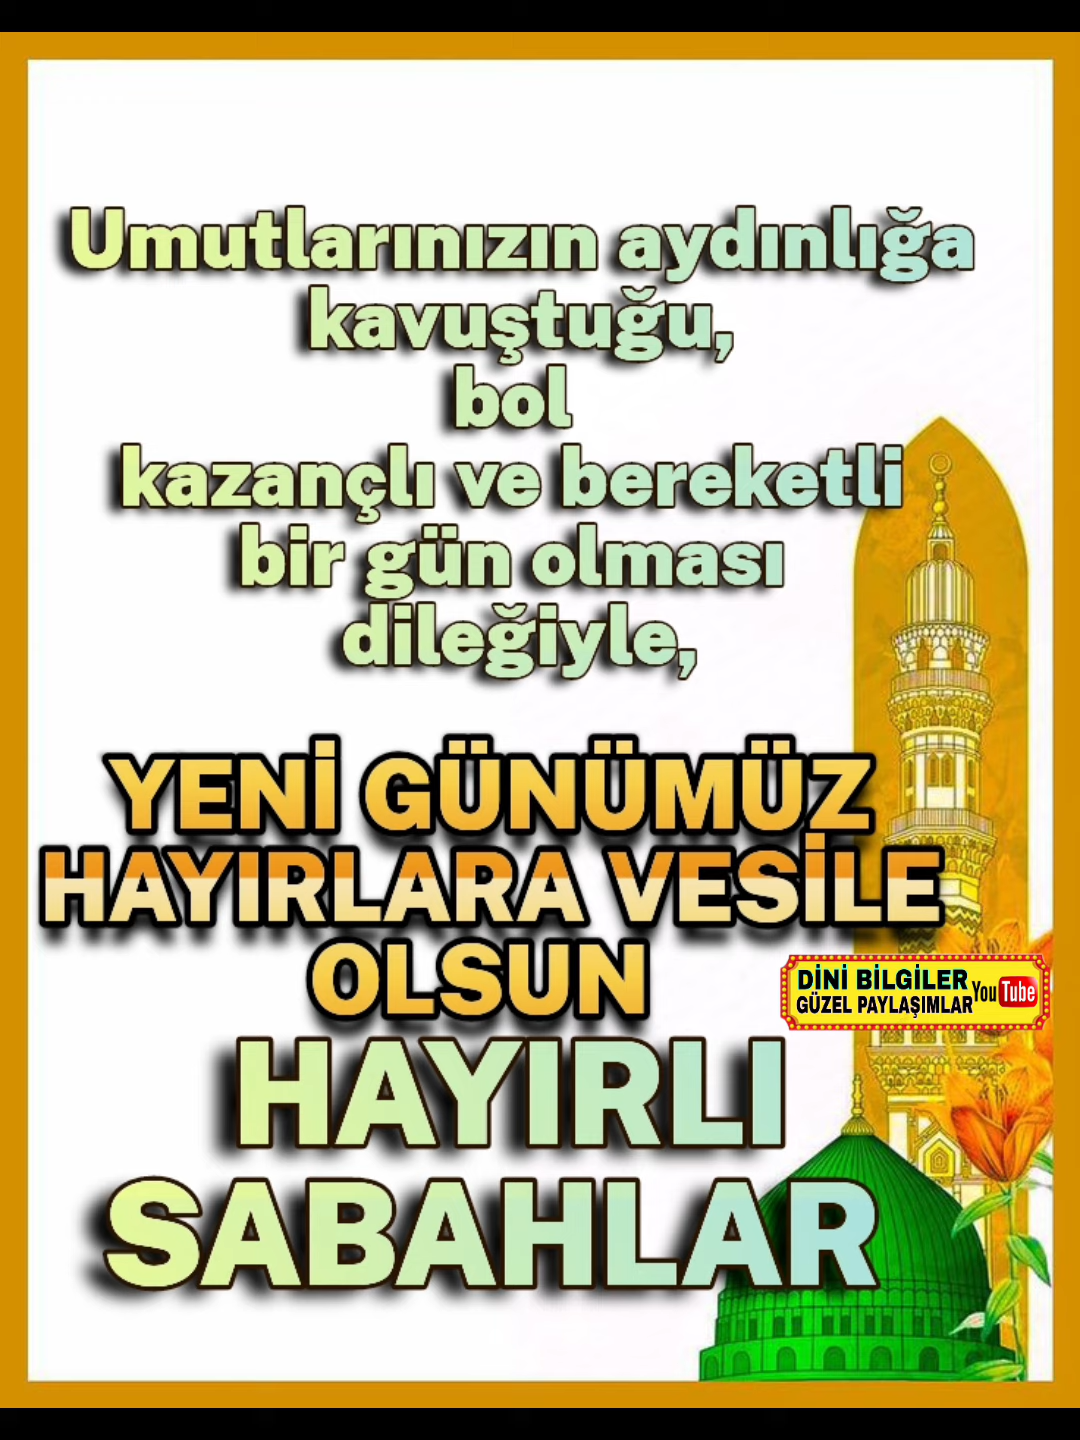 Umutlarınızın aydınlığa
kavuştuğu,
bol
kazançlı ve bereketli
bir gün olması
dileğiyle,
YENİ GÜNÜMÜZ
HAYIRLARA VESİLE
OLSUN
DİNİ BİLGİLER
GÜZEL PAYLAŞIMLAR
YouTube
HAYIRLI
SABAHLAR